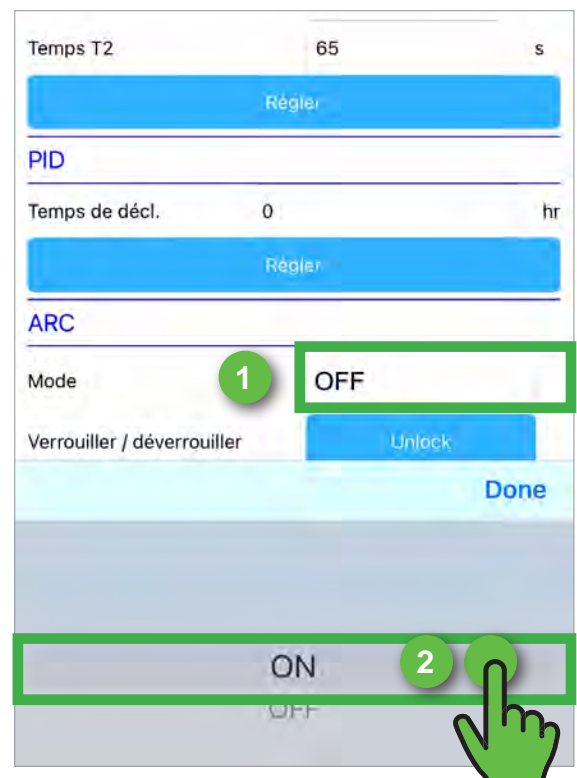 Temps T2 65 s
Régler
PID
Temps de décl. 0 hr
Régler
ARC
Mode 1 OFF
Verrouiller / déverrouiller Unlock
Done
ON 2
OFF